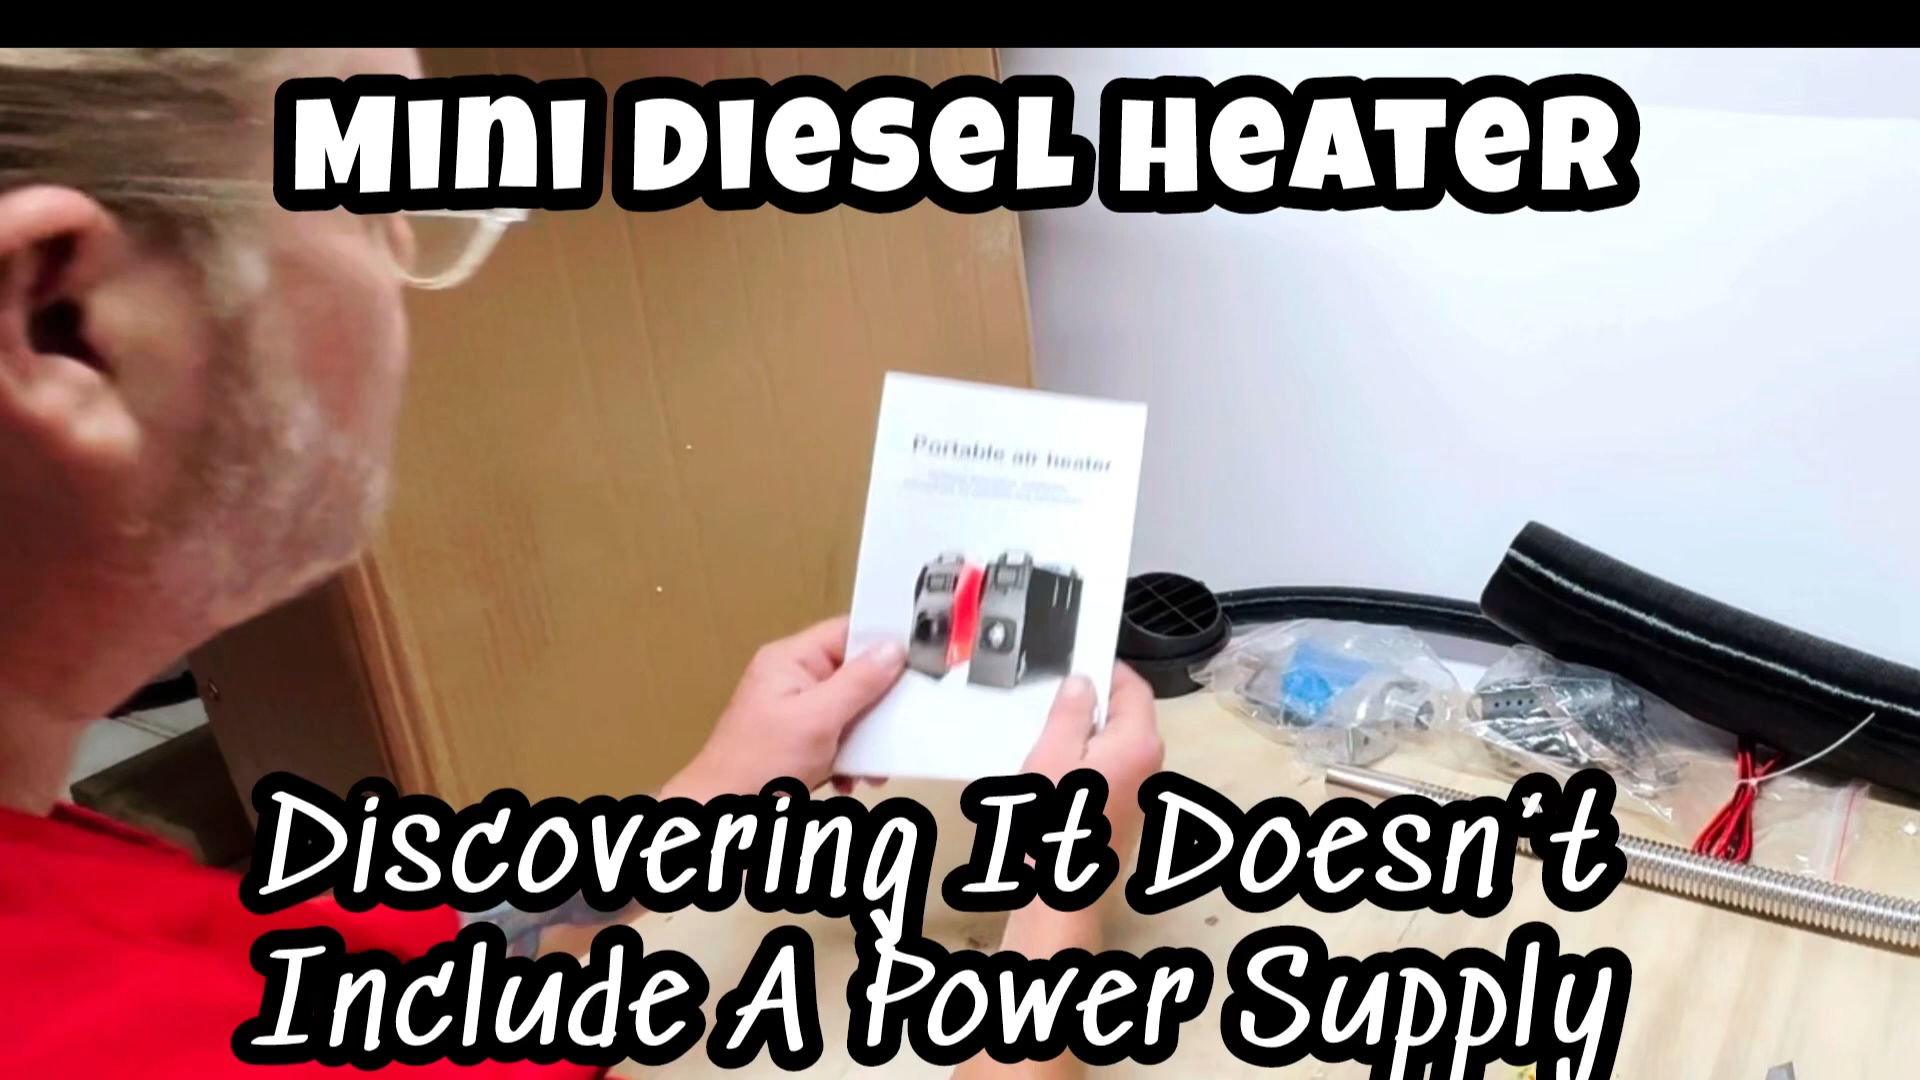 Mini Diesel Heater
Portable air heater
Discovering It Doesn't
Include A Power Supply